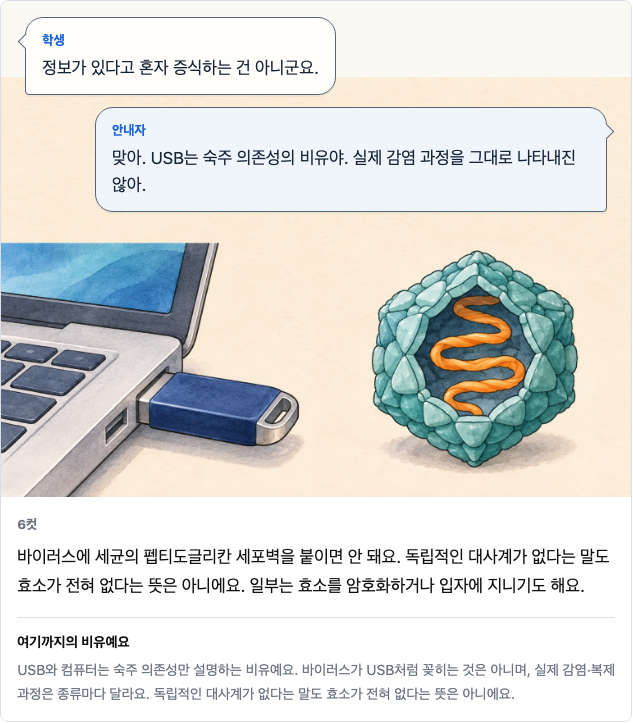 학생
정보가 있다고 혼자 증식하는 건 아니군요.
안내자
맞아. USB는 숙주 의존성의 비유야. 실제 감염 과정을 그대로 나타내진
않아.
6컷
바이러스에 세균의 펩티도글리칸 세포벽을 붙이면 안 돼요. 독립적인 대사계가 없다는 말도
효소가 전혀 없다는 뜻은 아니에요. 일부는 효소를 암호화하거나 입자에 지니기도 해요.
여기까지의 비유예요
USB와 컴퓨터는 숙주 의존성만 설명하는 비유예요. 바이러스가 USB처럼 꽂히는 것은 아니며, 실제 감염·복제
과정은 종류마다 달라요. 독립적인 대사계가 없다는 말도 효소가 전혀 없다는 뜻은 아니에요.